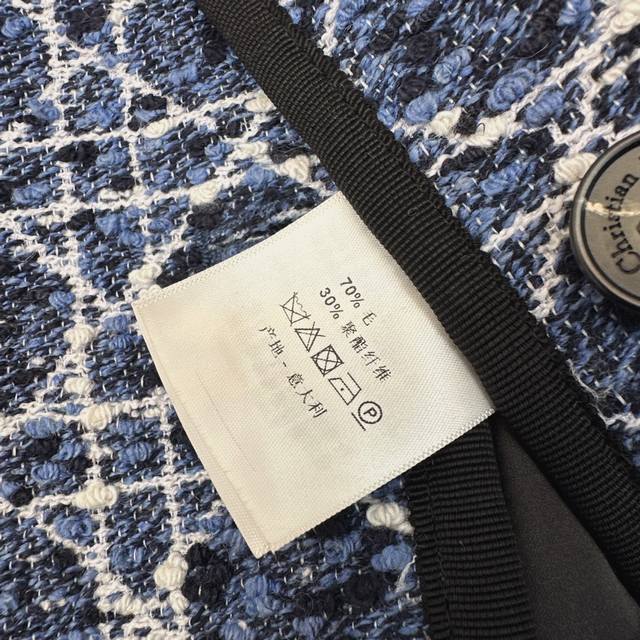 70% 毛
30% 聚酯纤维
P
产地 - 意大利
Christian